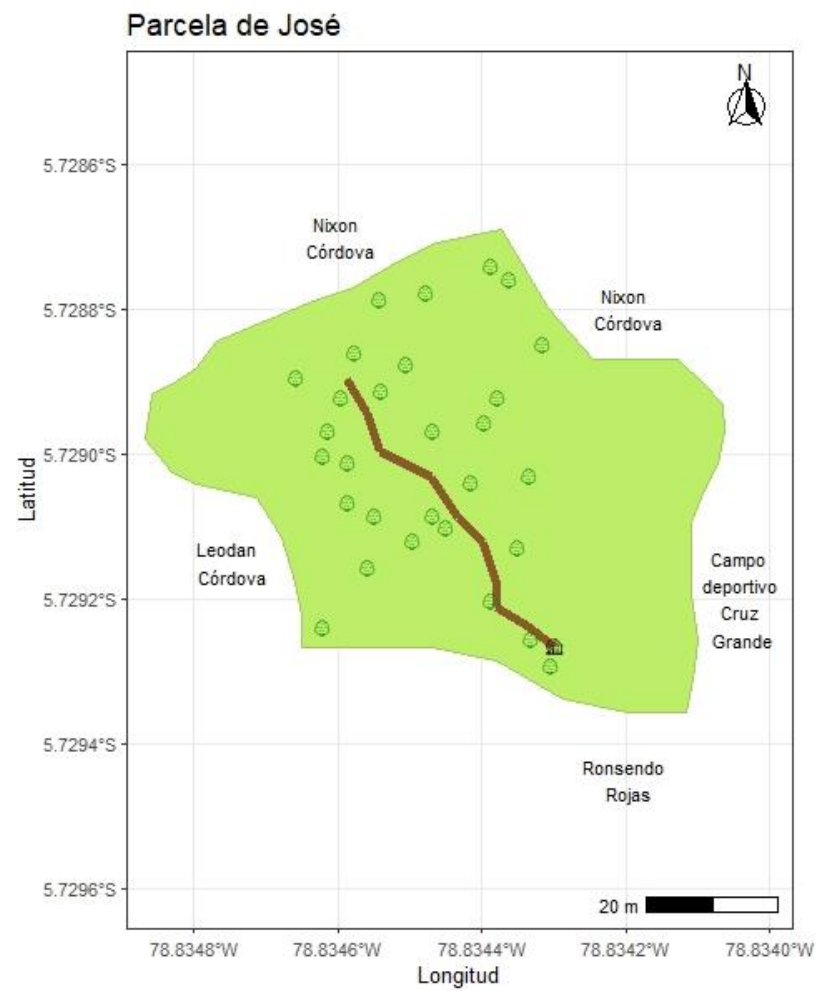 Parcela de José
N
5.7286°S
Nixon
Córdova
Nixon
Córdova
5.7288°S
5.7290°S
Latitud
Leodan
Córdova
Campo
deportivo
Cruz
Grande
5.7292°S
5.7294°S
Ronsendo
Rojas
5.7296°S
20 m
78.8348°W
78.8346°W
78.8344°W
78.8342°W
78.8340°W
Longitud